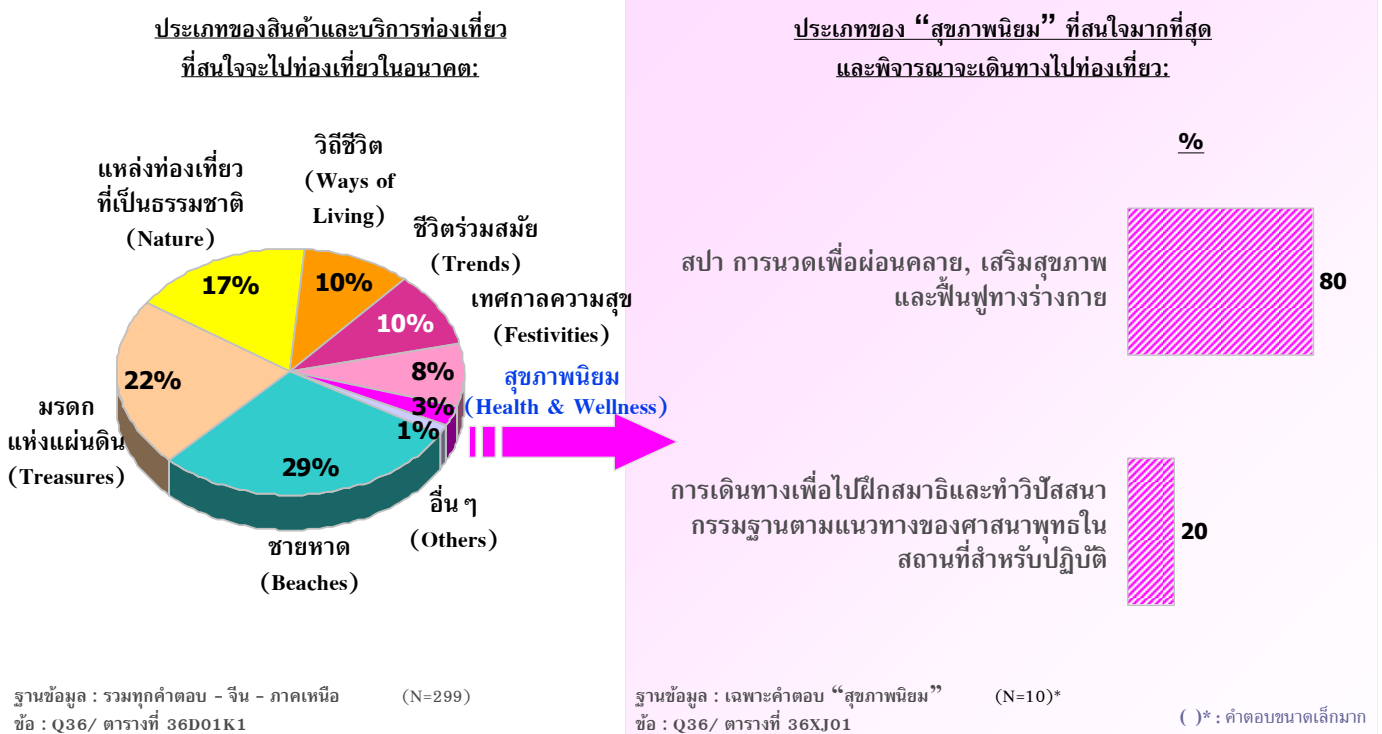 ประเภทของสินค้าและบริการท่องเที่ยว
ที่สนใจจะไปท่องเที่ยวในอนาคต:
วิถีชีวิต
(Ways of
Living)
แหล่งท่องเที่ยว
ที่เป็นธรรมชาติ
(Nature)
ชีวิตร่วมสมัย
(Trends)
เทศกาลความสุข
(Festivities)
สุขภาพนิยม
(Health & Wellness)
มรดก
แห่งแผ่นดิน
(Treasures)
อื่น ๆ
(Others)
ชายหาด
(Beaches)
17%
10%
10%
8%
3%
1%
22%
29%
ฐานข้อมูล : รวมทุกคำตอบ - จีน - ภาคเหนือ (N=299)
ข้อ : Q36/ ตารางที่ 36D01K1
ประเภทของ “สุขภาพนิยม” ที่สนใจมากที่สุด
และพิจารณาจะเดินทางไปท่องเที่ยว:
%
สปา การนวดเพื่อผ่อนคลาย, เสริมสุขภาพ
และฟื้นฟูทางร่างกาย
80
การเดินทางเพื่อไปฝึกสมาธิและทำวิปัสสนา
กรรมฐานตามแนวทางของศาสนาพุทธใน
สถานที่สำหรับปฏิบัติ
20
ฐานข้อมูล : เฉพาะคำตอบ “สุขภาพนิยม” (N=10)*
ข้อ : Q36/ ตารางที่ 36XJ01
( )* : คำตอบขนาดเล็กมาก